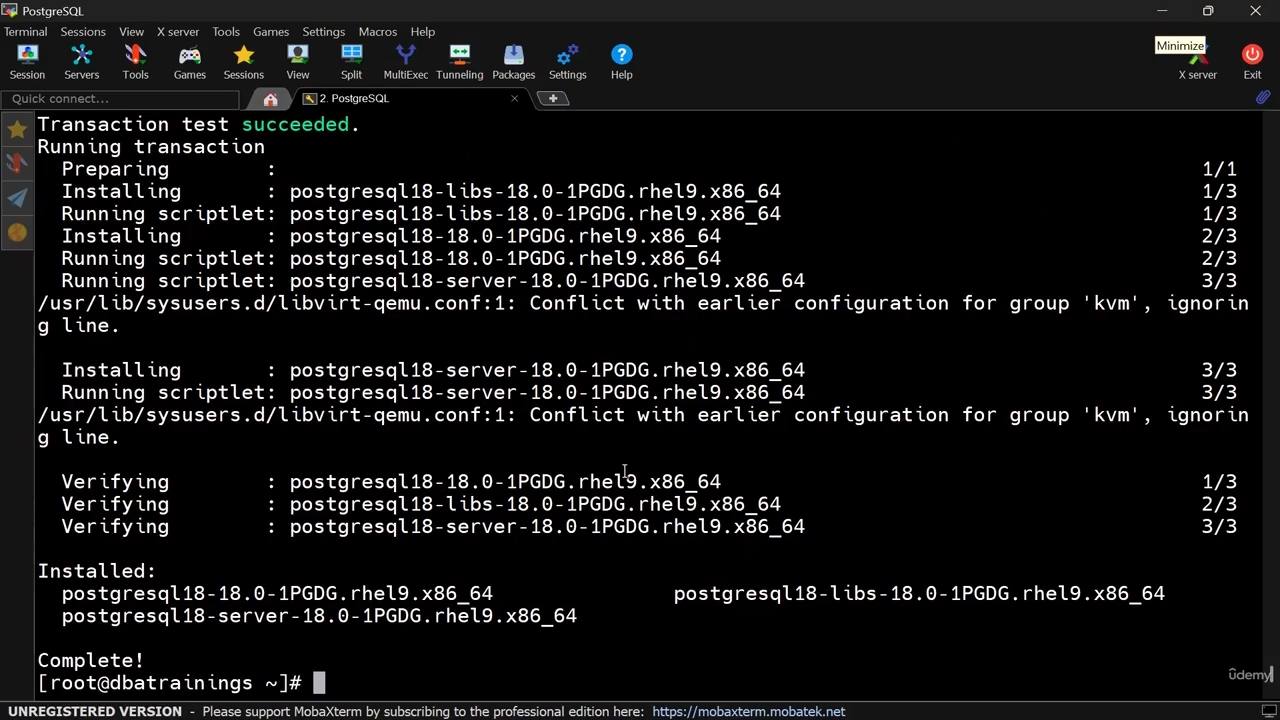 PostgreSQL
Terminal Sessions View X server Tools Games Settings Macros Help
Minimize
Session Servers Tools Games Sessions View Split MultiExec Tunneling Packages Settings Help X server Exit
Quick connect... 2. PostgreSQL
Transaction test succeeded.
Running transaction
Preparing : 1/1
Installing : postgresql18-libs-18.0-1PGDG.rhel9.x86_64 1/3
Running scriptlet: postgresql18-libs-18.0-1PGDG.rhel9.x86_64 1/3
Installing : postgresql18-18.0-1PGDG.rhel9.x86_64 2/3
Running scriptlet: postgresql18-18.0-1PGDG.rhel9.x86_64 2/3
Running scriptlet: postgresql18-server-18.0-1PGDG.rhel9.x86_64 3/3
/usr/lib/sysusers.d/libvirt-qemu.conf:1: Conflict with earlier configuration for group 'kvm', ignorin
g line.
Installing : postgresql18-server-18.0-1PGDG.rhel9.x86_64 3/3
Running scriptlet: postgresql18-server-18.0-1PGDG.rhel9.x86_64 3/3
/usr/lib/sysusers.d/libvirt-qemu.conf:1: Conflict with earlier configuration for group 'kvm', ignorin
g line.
Verifying : postgresql18-18.0-1PGDG.rhel9.x86_64 1/3
Verifying : postgresql18-libs-18.0-1PGDG.rhel9.x86_64 2/3
Verifying : postgresql18-server-18.0-1PGDG.rhel9.x86_64 3/3
Installed:
postgresql18-18.0-1PGDG.rhel9.x86_64 postgresql18-libs-18.0-1PGDG.rhel9.x86_64
postgresql18-server-18.0-1PGDG.rhel9.x86_64
Complete!
[root@dbatrainings ~]#
ûdemy
UNREGISTERED VERSION - Please support MobaXterm by subscribing to the professional edition here: https://mobaxterm.mobatek.net